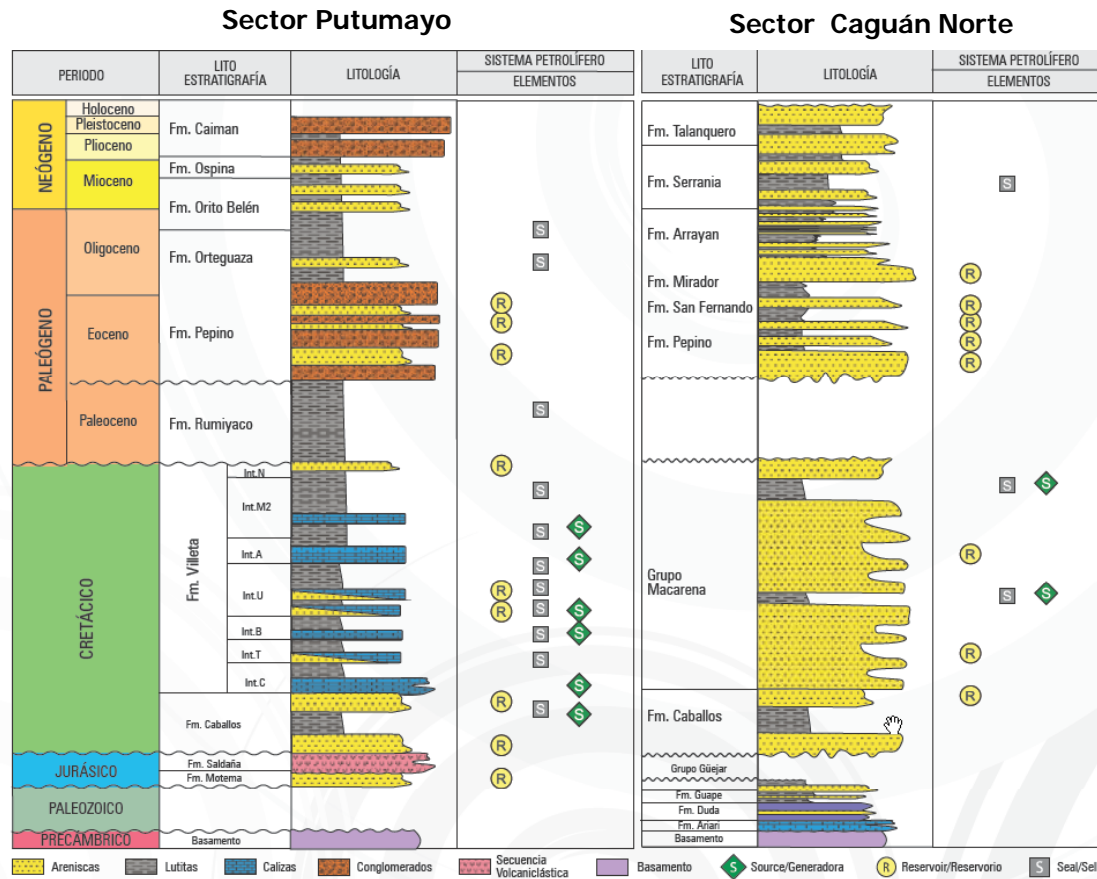 Sector Putumayo
PERIODO
LITO
ESTRATIGRAFÍA
LITOLOGÍA
SISTEMA PETROLÍFERO
ELEMENTOS
NEÓGENO
Holoceno
Pleistoceno
Plioceno
Mioceno
PALEÓGENO
Oligoceno
Eoceno
Paleoceno
CRETÁCICO
JURÁSICO
PALEOZOICO
PRECÁMBRICO
Fm. Caiman
Fm. Ospina
Fm. Orito Belén
Fm. Orteguaza
Fm. Pepino
Fm. Rumiyaco
Fm. Villeta
Int.N
Int.M2
Int.A
Int.U
Int.B
Int.T
Int.C
Fm. Caballos
Fm. Saldaña
Fm. Motema
Basamento
S
S
R
R
R
S
R
S
S
S
S
S
S
R
S
R
S
S
S
S
S
S
R
S
S
R
R
Sector Caguán Norte
LITO
ESTRATIGRAFÍA
LITOLOGÍA
SISTEMA PETROLÍFERO
ELEMENTOS
Fm. Talanquero
Fm. Serrania
Fm. Arrayan
Fm. Mirador
Fm. San Fernando
Fm. Pepino
Grupo
Macarena
Fm. Caballos
Grupo Güejar
Fm. Guape
Fm. Duda
Fm. Ariari
Basamento
S
R
R
R
R
R
S
S
R
S
S
R
R
Areniscas
Lutitas
Calizas
Conglomerados
Secuencia
Volcaniclástica
Basamento
S Source/Generadora
R Reservoir/Reservorio
S Seal/Sel